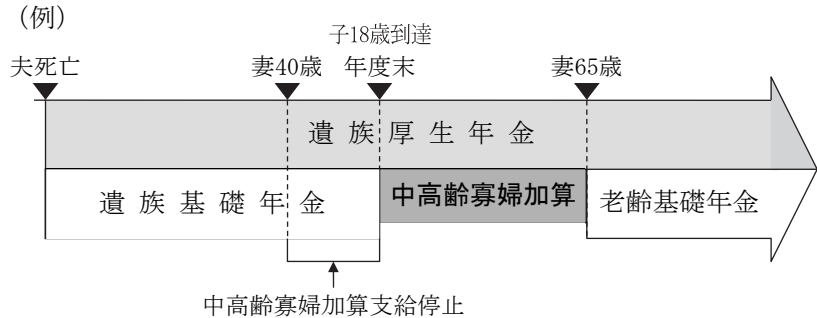 （例）
子18歳到達
夫死亡 妻40歳 年度末 妻65歳
遺族厚生年金
遺族基礎年金 中高齢寡婦加算 老齢基礎年金
中高齢寡婦加算支給停止